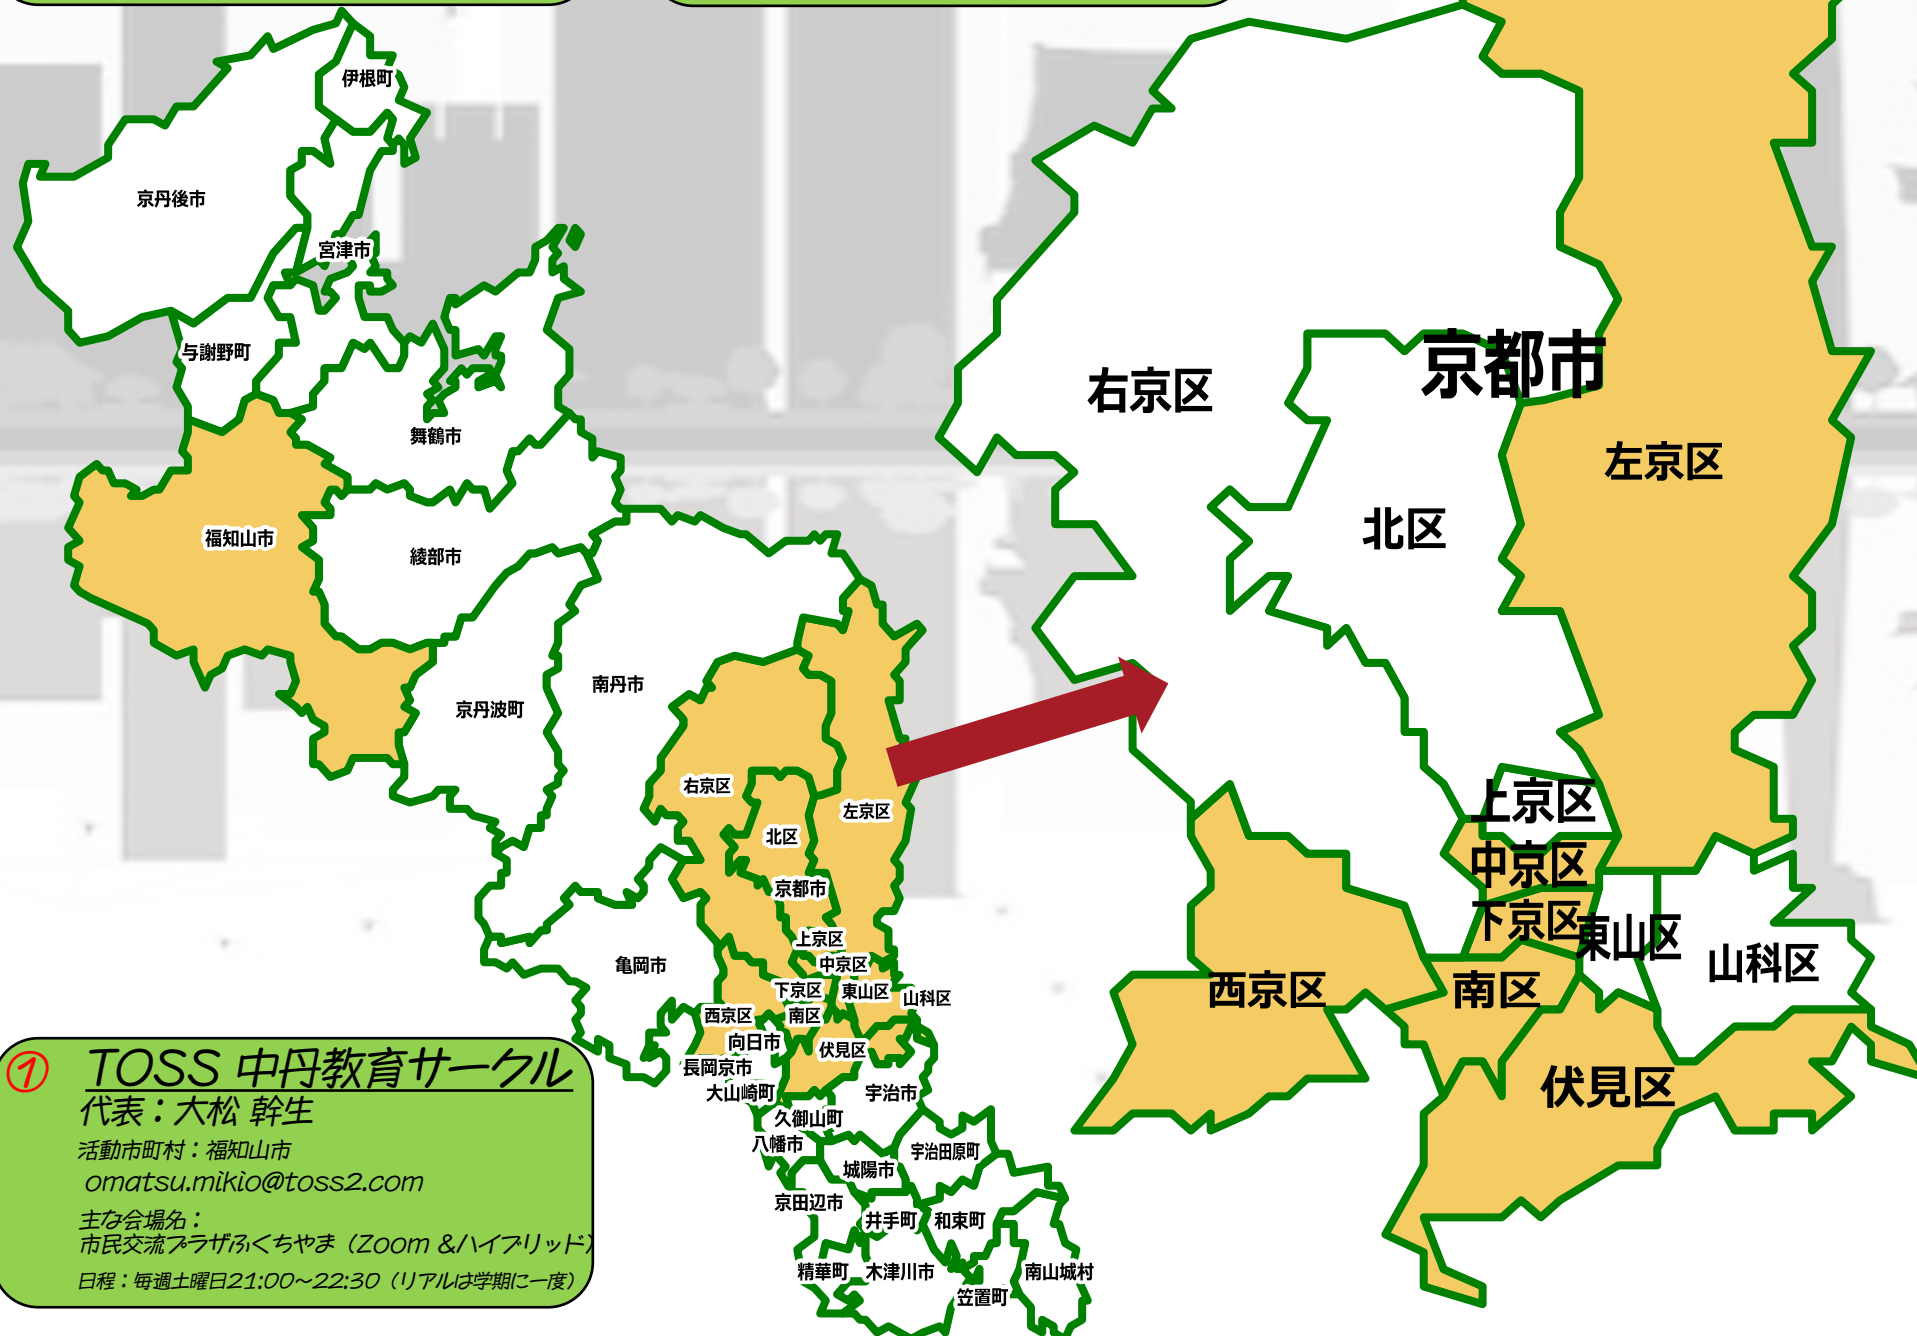 伊根町
京丹後市
宮津市
与謝野町
舞鶴市
福知山市
綾部市
南丹市
京丹波町
右京区
左京区
北区
京都市
上京区
中京区
亀岡市
下京区
東山区
山科区
西京区
南区
向日市
伏見区
長岡京市
大山崎町
宇治市
久御山町
八幡市
宇治田原町
城陽市
京田辺市
井手町
和束町
精華町
木津川市
南山城村
笠置町
京都市
右京区
左京区
北区
上京区
中京区
下京区
東山区
山科区
西京区
南区
伏見区
① TOSS 中丹教育サークル
代表：大松 幹生
活動市町村：福知山市
omatsu.mikio@toss2.com
主な会場名：
市民交流プラザふくちやま（Zoom &ハイブリッド）
日程：毎週土曜日21:00～22:30（リアルは学期に一度）